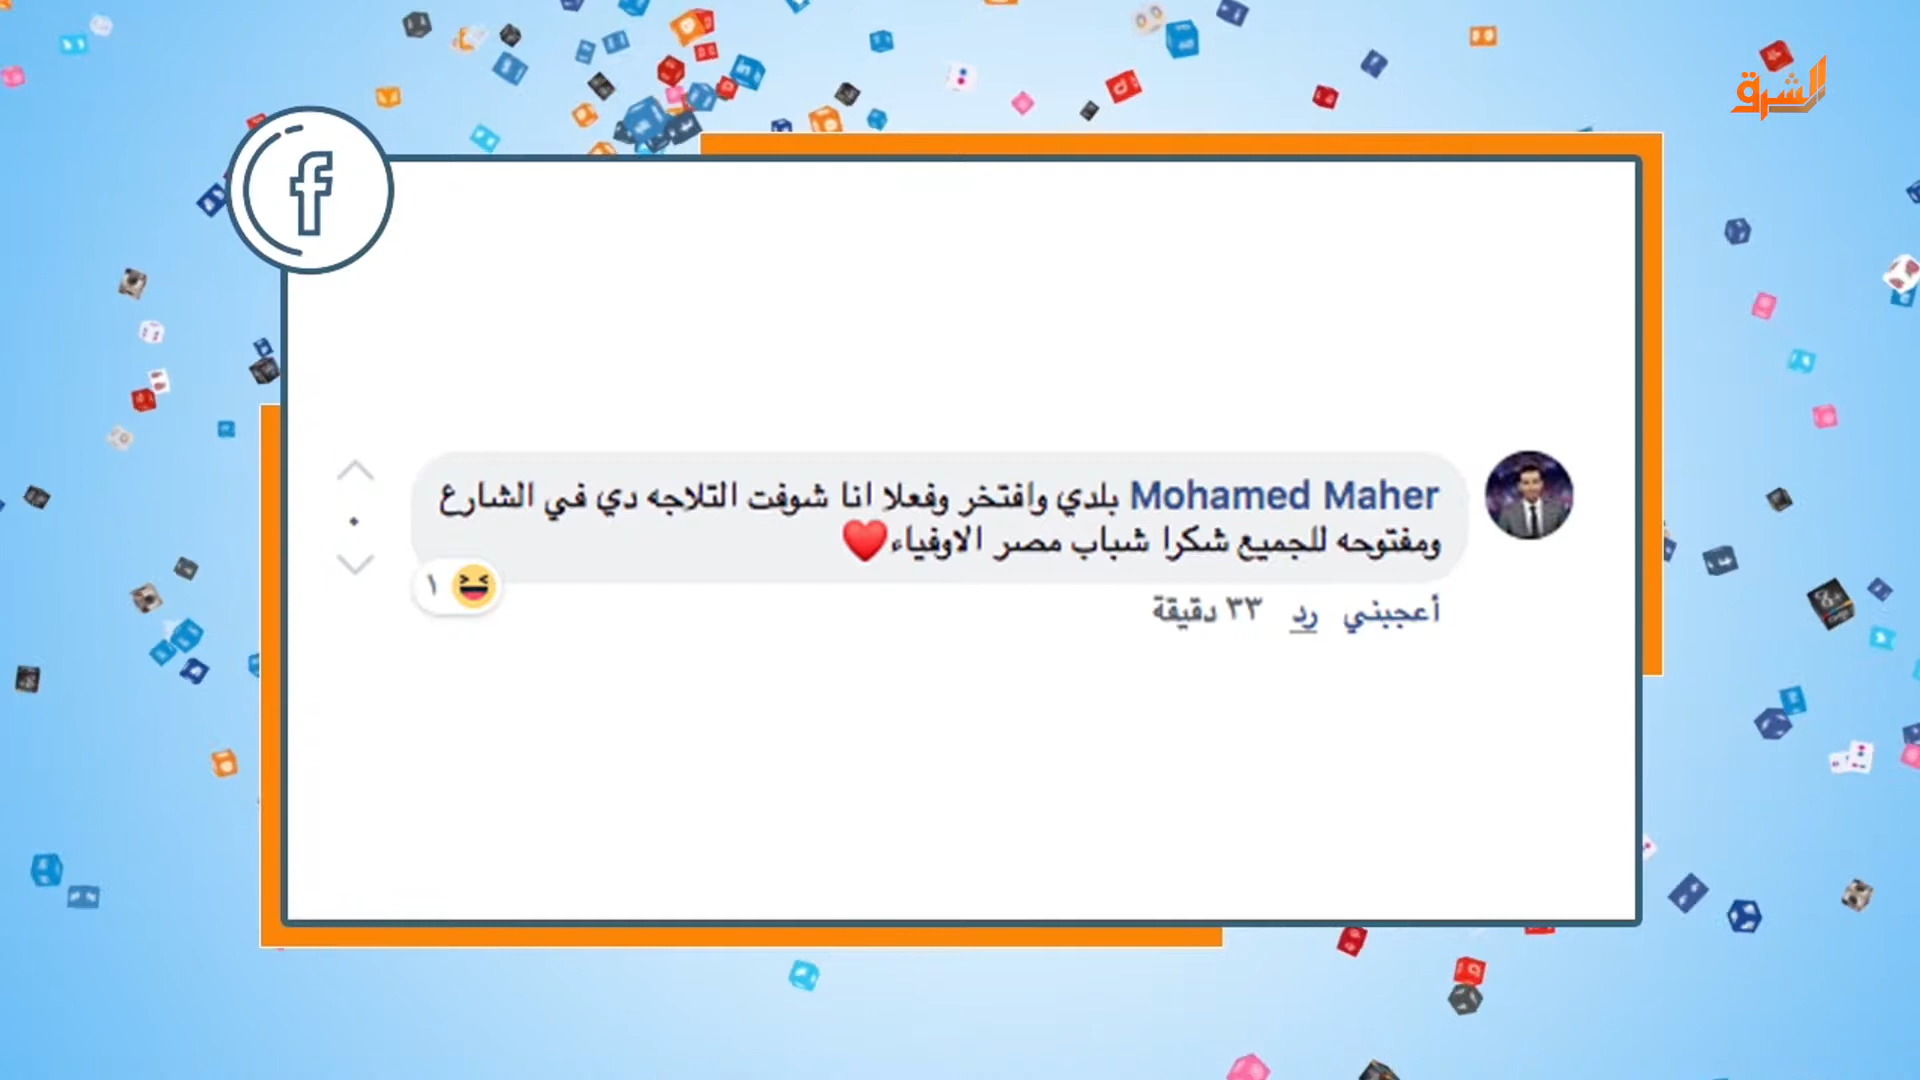 الشرق
Mohamed Maher بلدي وافتخر وفعلا انا شوفت التلاجه دي في الشارع
ومفتوحه للجميع شكرا شباب مصر الاوفياء❤️
١
أعجبني رد ٣٣ دقيقة